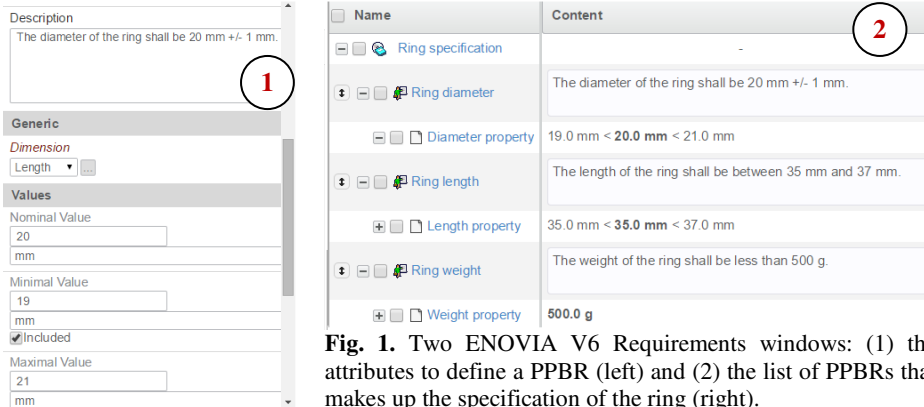 Description
The diameter of the ring shall be 20 mm +/- 1 mm.
1
Generic
Dimension
Length
...
Values
Nominal Value
20
mm
Minimal Value
19
mm
Included
Maximal Value
21
mm
Name Content
2
Ring specification -
Ring diameter The diameter of the ring shall be 20 mm +/- 1 mm.
Diameter property 19.0 mm < 20.0 mm < 21.0 mm
Ring length The length of the ring shall be between 35 mm and 37 mm.
Length property 35.0 mm < 35.0 mm < 37.0 mm
Ring weight The weight of the ring shall be less than 500 g.
Weight property 500.0 g
Fig. 1. Two ENOVIA V6 Requirements windows: (1) th
attributes to define a PPBR (left) and (2) the list of PPBRs tha
makes up the specification of the ring (right).